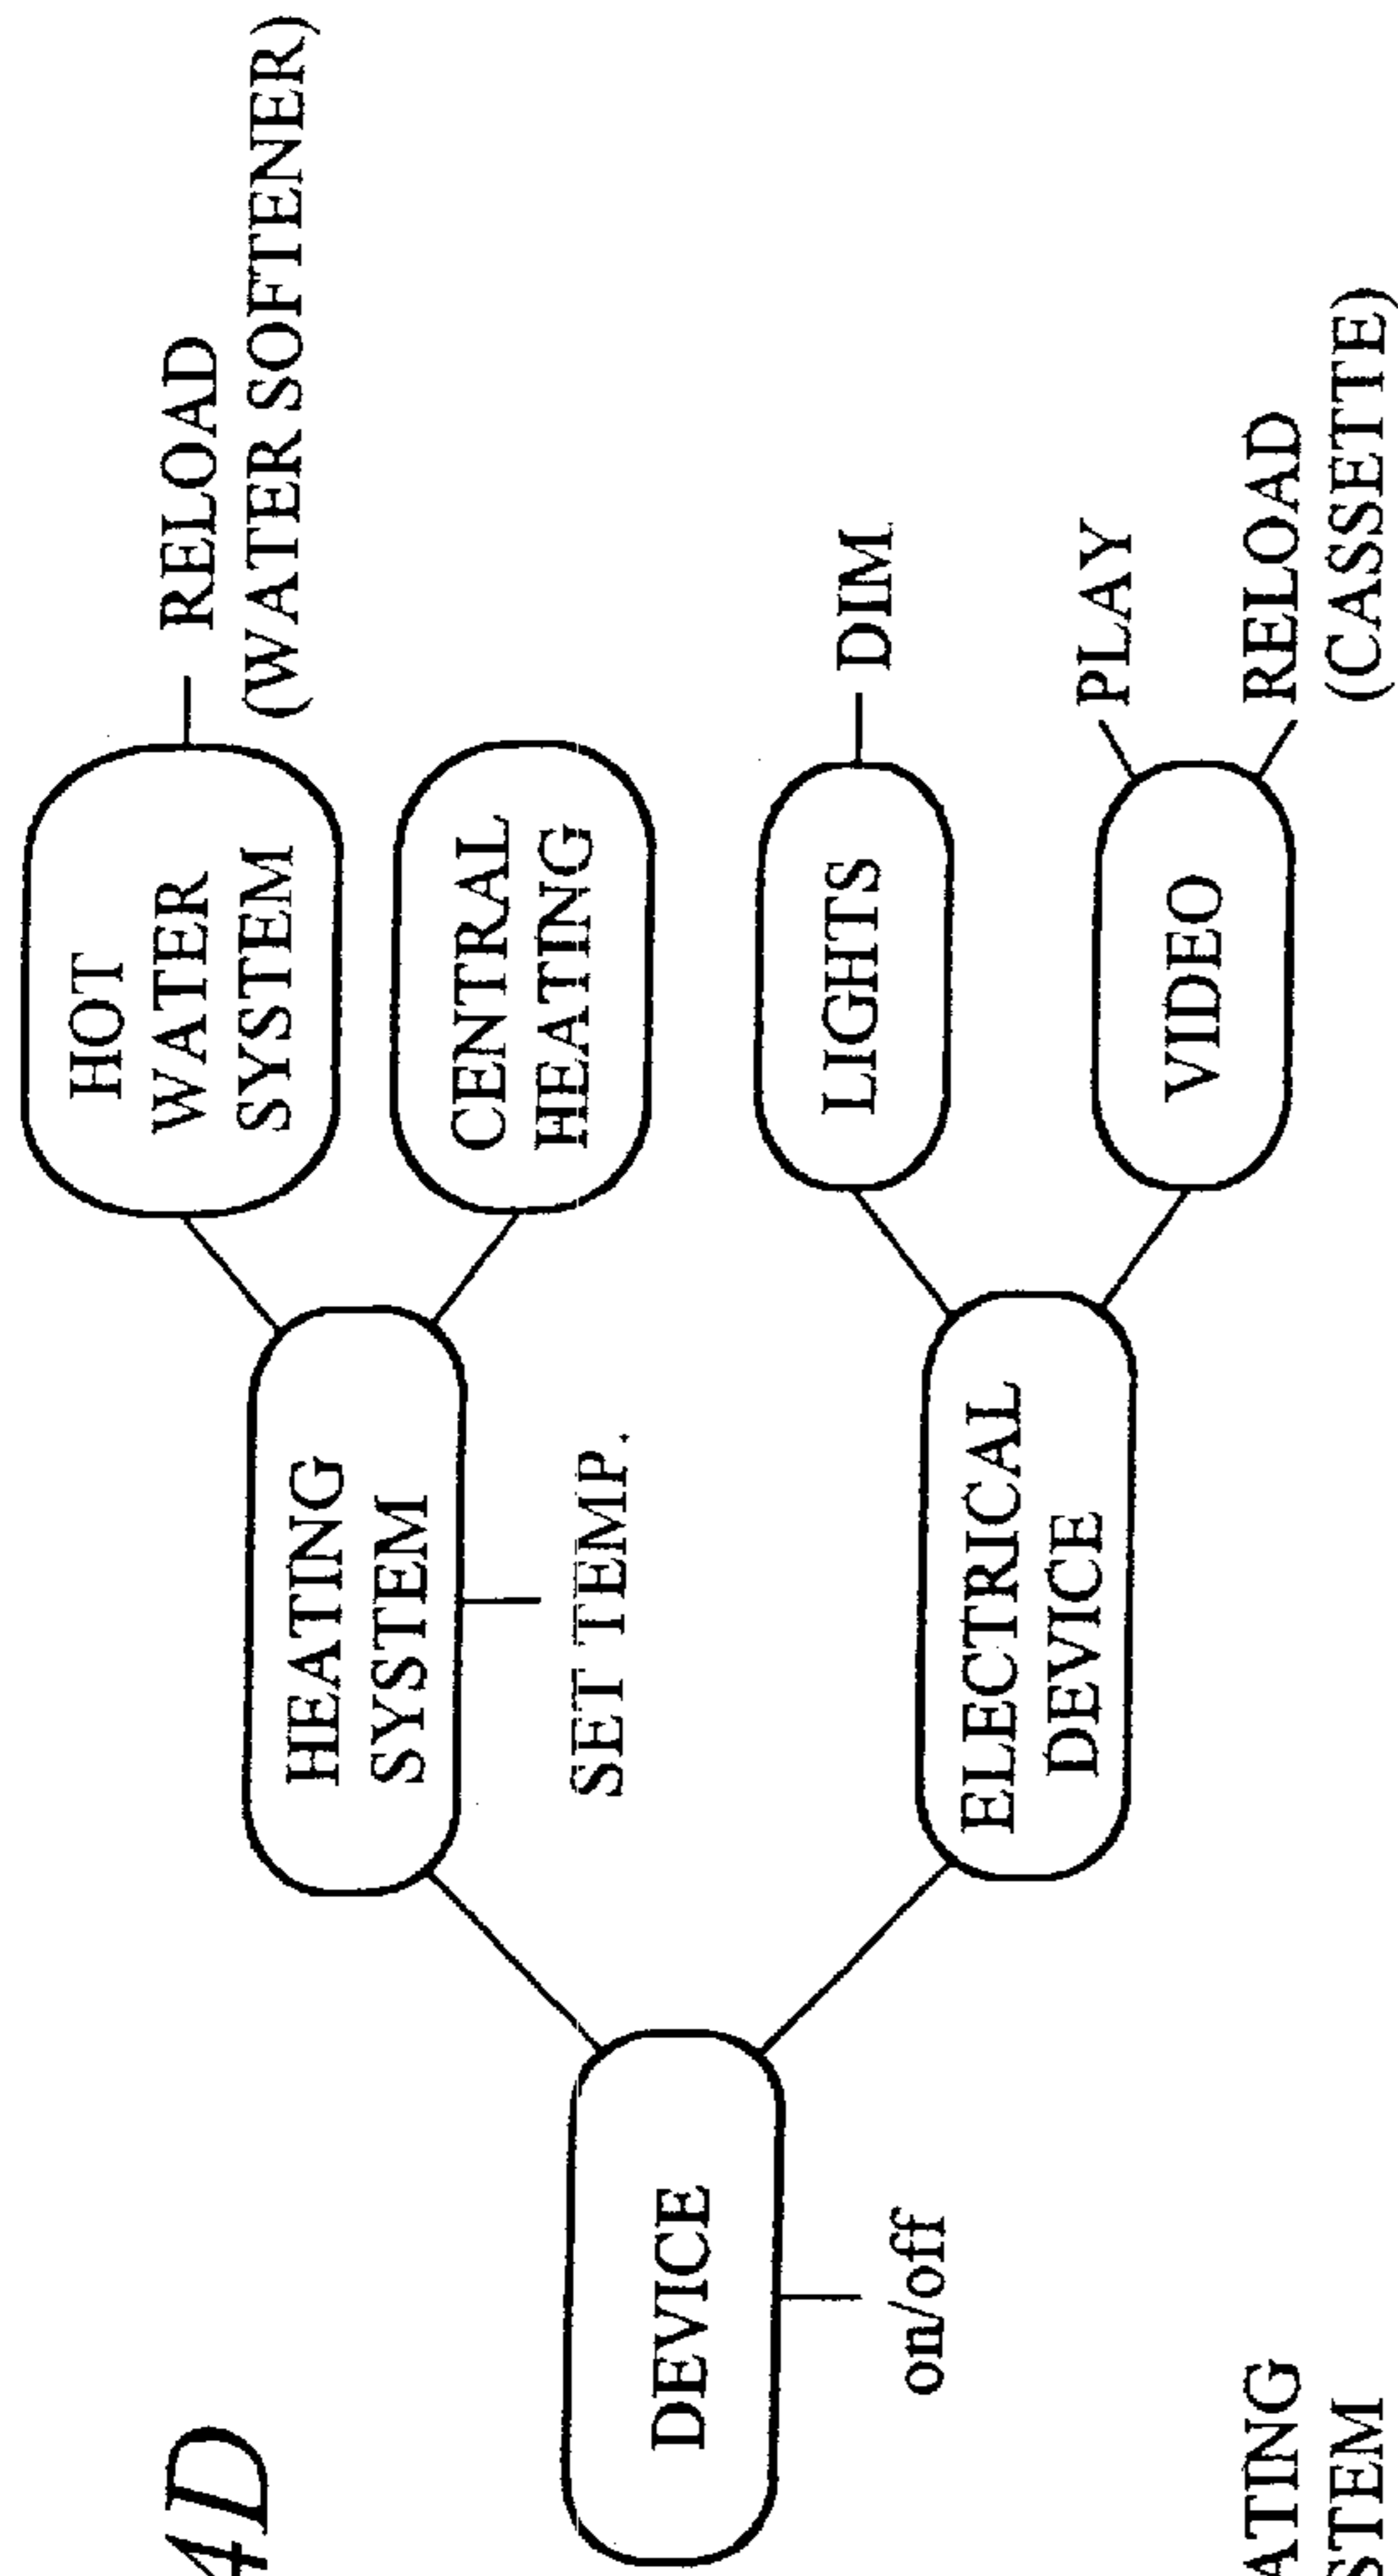 4D
DEVICE
on/off
HEATING
SYSTEM
SET TEMP.
ELECTRICAL
DEVICE
HOT
WATER
SYSTEM
RELOAD
(WATER SOFTENER)
CENTRAL
HEATING
LIGHTS
DIM
VIDEO
PLAY
RELOAD
(CASSETTE)
ATING
STEM